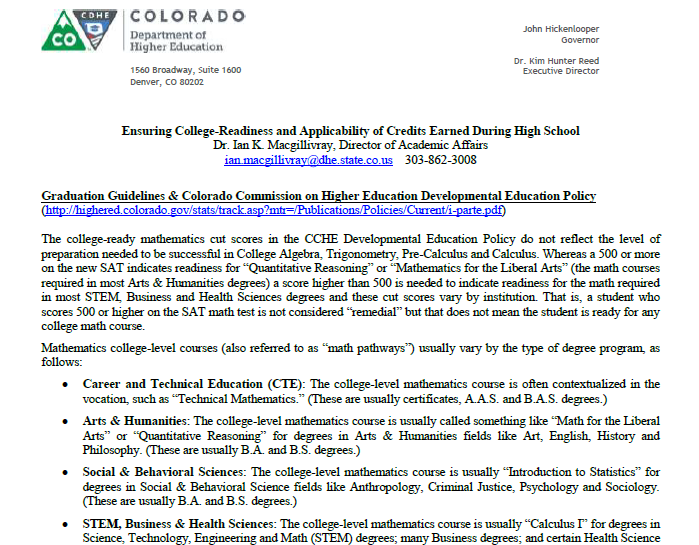 CDHE
CO
COLORADO
Department of
Higher Education
1560 Broadway, Suite 1600
Denver, CO 80202
John Hickenlooper
Governor
Dr. Kim Hunter Reed
Executive Director
Ensuring College-Readiness and Applicability of Credits Earned During High School
Dr. Ian K. Macgillivray, Director of Academic Affairs
ian.macgillivray@dhe.state.co.us 303-862-3008
Graduation Guidelines & Colorado Commission on Higher Education Developmental Education Policy
(http://highered.colorado.gov/stats/track.asp?mtr=/Publications/Policies/Current/i-parte.pdf)
The college-ready mathematics cut scores in the CCHE Developmental Education Policy do not reflect the level of
preparation needed to be successful in College Algebra, Trigonometry, Pre-Calculus and Calculus. Whereas a 500 or more
on the new SAT indicates readiness for “Quantitative Reasoning” or “Mathematics for the Liberal Arts” (the math courses
required in most Arts & Humanities degrees) a score higher than 500 is needed to indicate readiness for the math required
in most STEM, Business and Health Sciences degrees and these cut scores vary by institution. That is, a student who
scores 500 or higher on the SAT math test is not considered “remedial” but that does not mean the student is ready for any
college math course.
Mathematics college-level courses (also referred to as “math pathways”) usually vary by the type of degree program, as
follows:
• Career and Technical Education (CTE): The college-level mathematics course is often contextualized in the
vocation, such as “Technical Mathematics.” (These are usually certificates, A.A.S. and B.A.S. degrees.)
• Arts & Humanities: The college-level mathematics course is usually called something like “Math for the Liberal
Arts” or “Quantitative Reasoning” for degrees in Arts & Humanities fields like Art, English, History and
Philosophy. (These are usually B.A. and B.S. degrees.)
• Social & Behavioral Sciences: The college-level mathematics course is usually “Introduction to Statistics” for
degrees in Social & Behavioral Science fields like Anthropology, Criminal Justice, Psychology and Sociology.
(These are usually B.A. and B.S. degrees.)
• STEM, Business & Health Sciences: The college-level mathematics course is usually “Calculus I” for degrees in
Science, Technology, Engineering and Math (STEM) degrees; many Business degrees; and certain Health Science